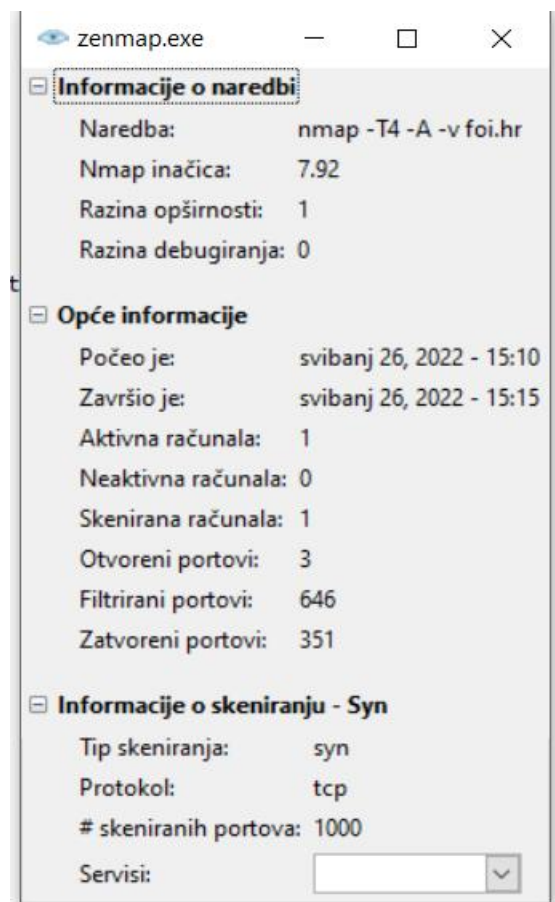 zenmap.exe
Informacije o naredbi
Naredba: nmap -T4 -A -v foi.hr
Nmap inačica: 7.92
Razina opširnosti: 1
Razina debugiranja: 0
t
Opće informacije
Počeo je: svibanj 26, 2022 - 15:10
Završio je: svibanj 26, 2022 - 15:15
Aktivna računala: 1
Neaktivna računala: 0
Skenirana računala: 1
Otvoreni portovi: 3
Filtrirani portovi: 646
Zatvoreni portovi: 351
Informacije o skeniranju - Syn
Tip skeniranja: syn
Protokol: tcp
# skeniranih portova: 1000
Servisi: